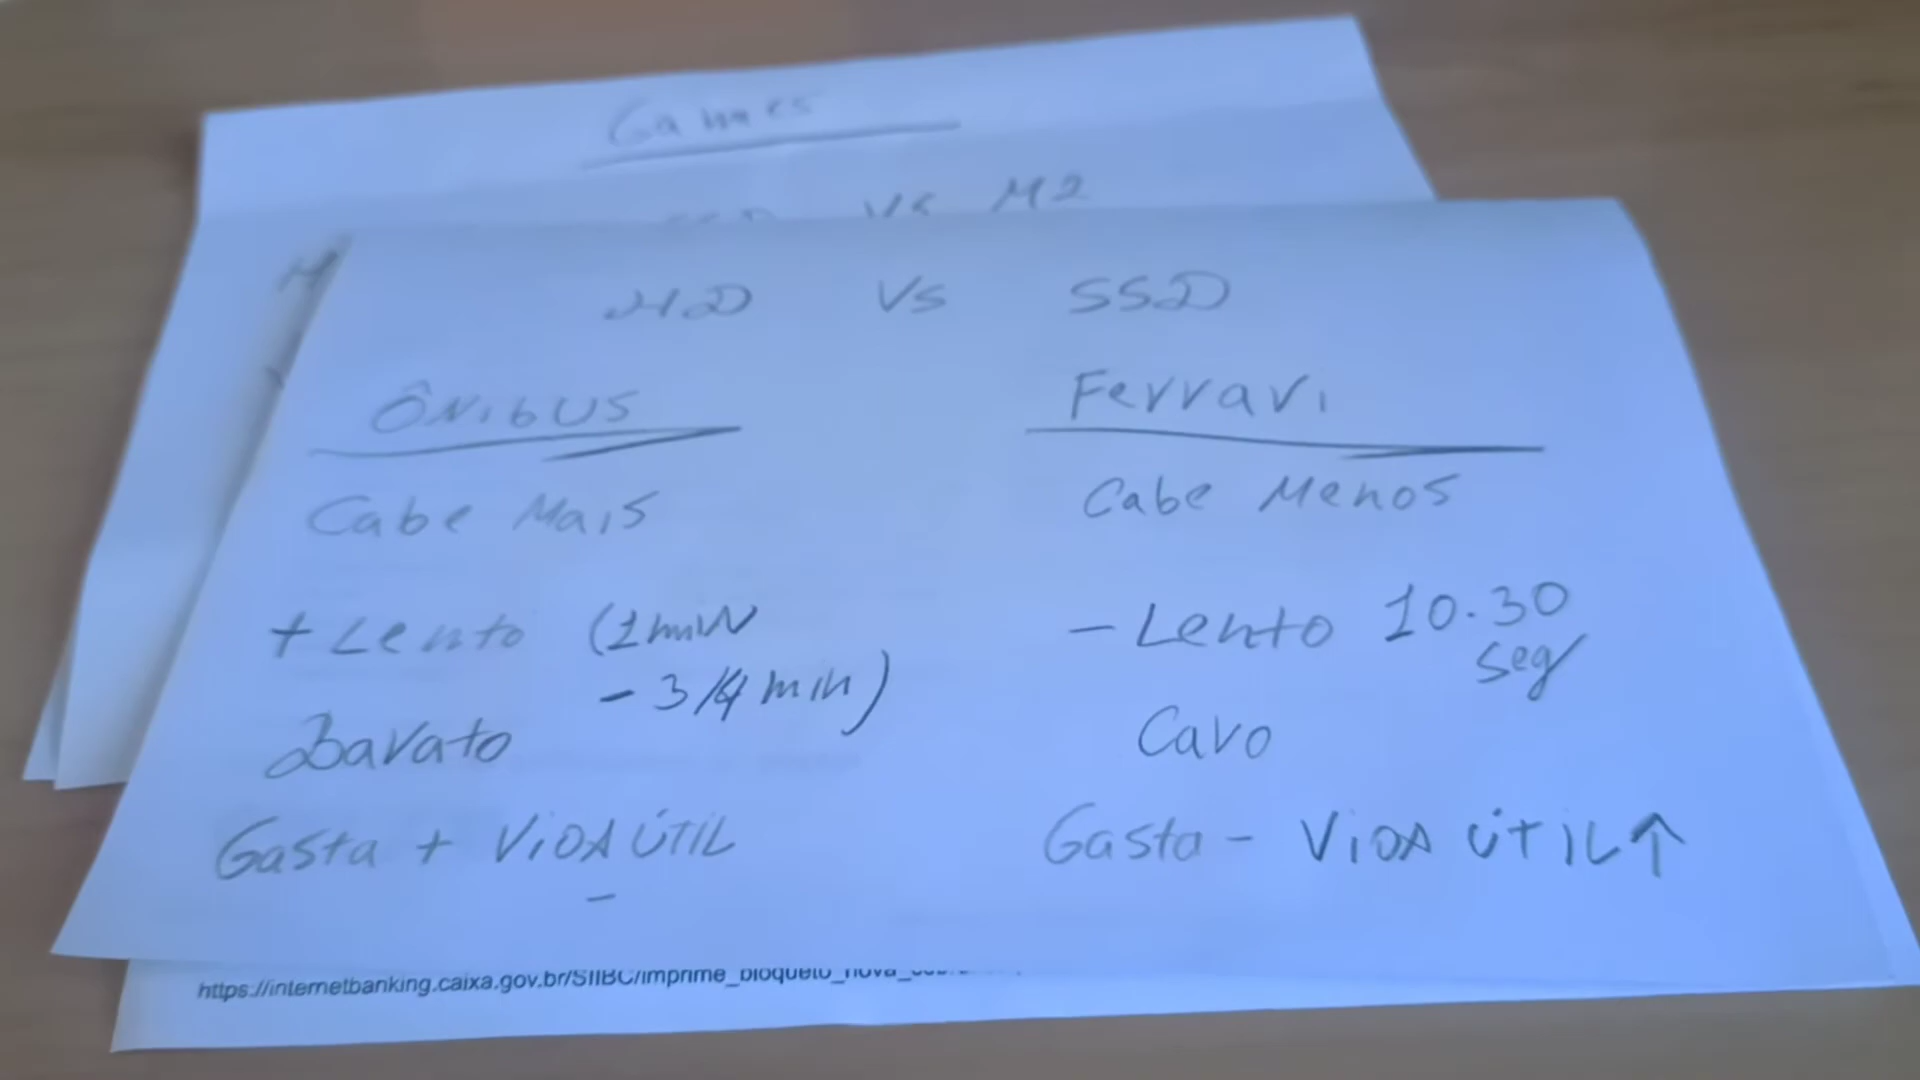 Games
SSD VS M2
HD VS SSD
ÔNibUS Ferrari
Cabe Mais Cabe Menos
+ Lento (1 miN - Lento 10.30
- 3/4 min) seg
Barato Caro
Gasta + ViDA ÚTIL Gasta - ViDA ÚTIL↑
-
https://internetbanking.caixa.gov.br/SIIBC/imprime_bloqueto_nova_